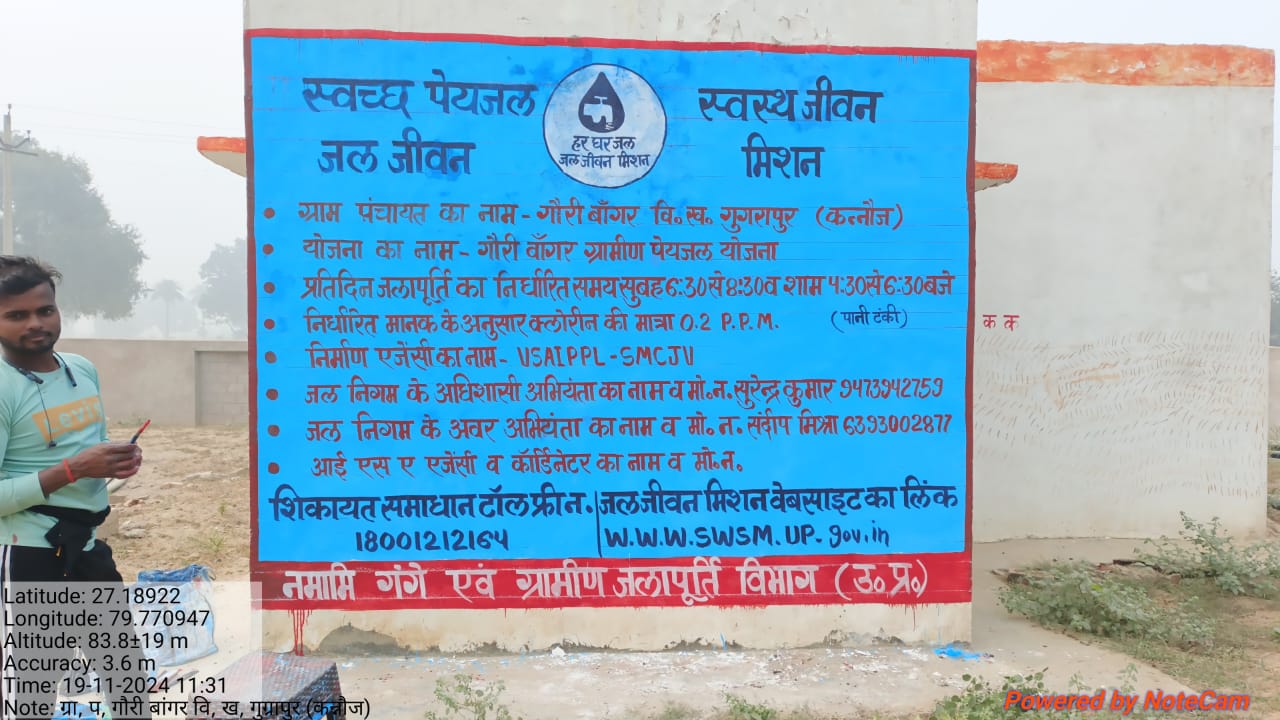 स्वच्छ पेयजल स्वस्थ जीवन
जल जीवन मिशन
हर घर जल
जल जीवन मिशन
• ग्राम पंचायत का नाम - गौरी बाँगर वि.ख. गुगरापुर (कन्नौज)
• योजना का नाम - गौरी बाँगर ग्रामीण पेयजल योजना
• प्रतिदिन जलापूर्ति का निर्धारित समय सुबह 6:30 से 8:30 व शाम 4:30 से 6:30 बजे
• निर्धारित मानक के अनुसार क्लोरीन की मात्रा 0.2 P.P.M. (पानी टंकी)
• निर्माण एजेंसी का नाम - VSAIPPL - SMCJV
• जल निगम के अधिशासी अभियंता का नाम व मो.न. सुरेन्द्र कुमार 9473942759
• जल निगम के अवर अभियंता का नाम व मो.न. संदीप मिश्रा 6393002877
• आई एस ए एजेंसी व कॉर्डिनेटर का नाम व मो.न.
शिकायत समाधान टॉल फ्री न. जल जीवन मिशन वेबसाइट का लिंक
18001212164 W.W.W.SWSM.UP.gov.in
नमामि गंगे एवं ग्रामीण जलापूर्ति विभाग (उ.प्र.)
क क
Latitude: 27.18922
Longitude: 79.770947
Altitude: 83.8±19 m
Accuracy: 3.6 m
Time: 19-11-2024 11:31
Note: ग्रा, प, गौरी बांगर वि, ख, गुग्रापुर (कन्नौज)
Powered by NoteCam